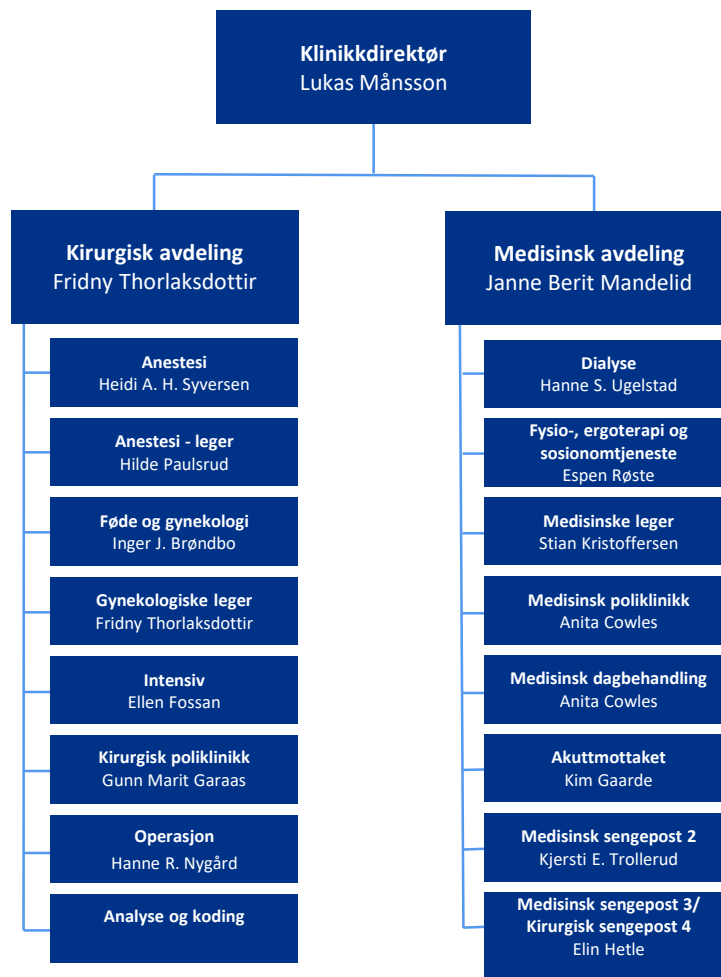 Klinikkdirektør
Lukas Månsson
Kirurgisk avdeling
Fridny Thorlaksdottir
Anestesi
Heidi A. H. Syversen
Anestesi - leger
Hilde Paulsrud
Føde og gynekologi
Inger J. Brøndbo
Gynekologiske leger
Fridny Thorlaksdottir
Intensiv
Ellen Fossan
Kirurgisk poliklinikk
Gunn Marit Garaas
Operasjon
Hanne R. Nygård
Analyse og koding
Medisinsk avdeling
Janne Berit Mandelid
Dialyse
Hanne S. Ugelstad
Fysio-, ergoterapi og
sosionomtjeneste
Espen Røste
Medisinske leger
Stian Kristoffersen
Medisinsk poliklinikk
Anita Cowles
Medisinsk dagbehandling
Anita Cowles
Akuttmottaket
Kim Gaarde
Medisinsk sengepost 2
Kjersti E. Trollerud
Medisinsk sengepost 3/
Kirurgisk sengepost 4
Elin Hetle